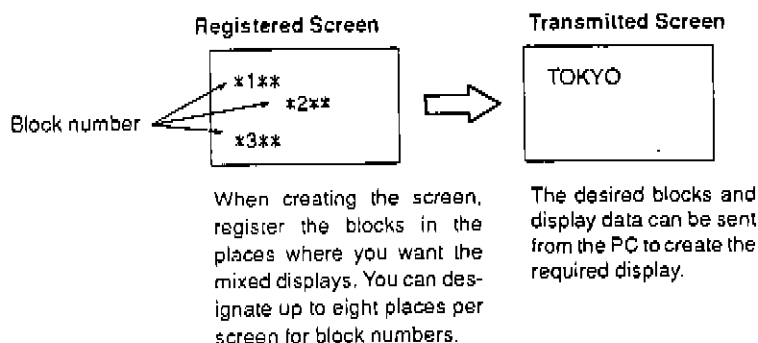 Registered Screen
Transmitted Screen
*1**
*2**
*3**
TOKYO
Block number
When creating the screen,
register the blocks in the
places where you want the
mixed displays. You can des-
ignate up to eight places per
screen for block numbers.
The desired blocks and
display data can be sent
from the PC to create the
required display.